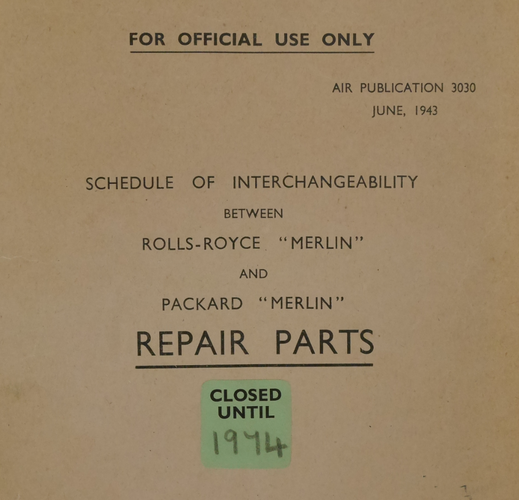 FOR OFFICIAL USE ONLY
AIR PUBLICATION 3030
JUNE, 1943
SCHEDULE OF INTERCHANGEABILITY
BETWEEN
ROLLS-ROYCE "MERLIN"
AND
PACKARD "MERLIN"
REPAIR PARTS
CLOSED
UNTIL
1974